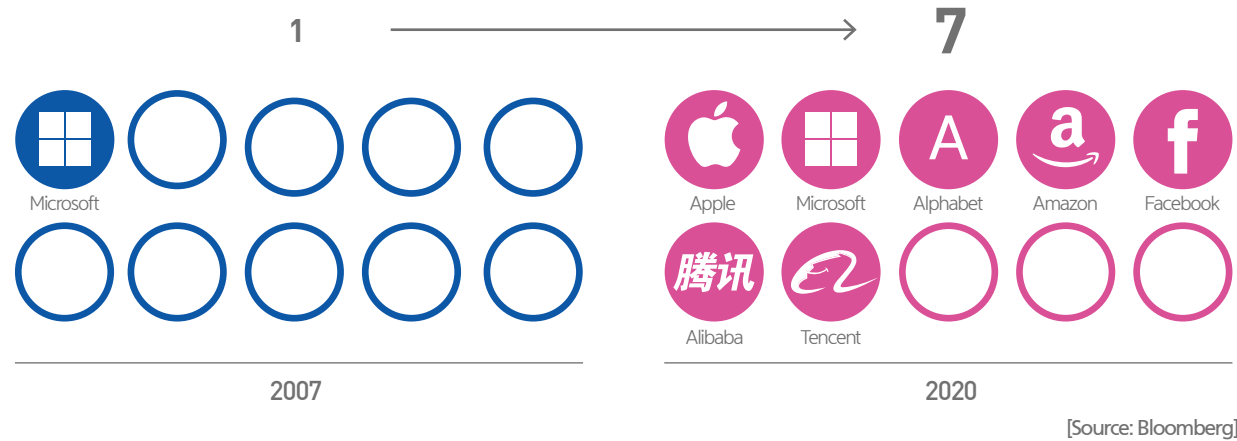 1
7
Microsoft
Apple
Microsoft
A
Alphabet
a
Amazon
f
Facebook
腾讯
Alibaba
Tencent
2007
2020
[Source: Bloomberg]